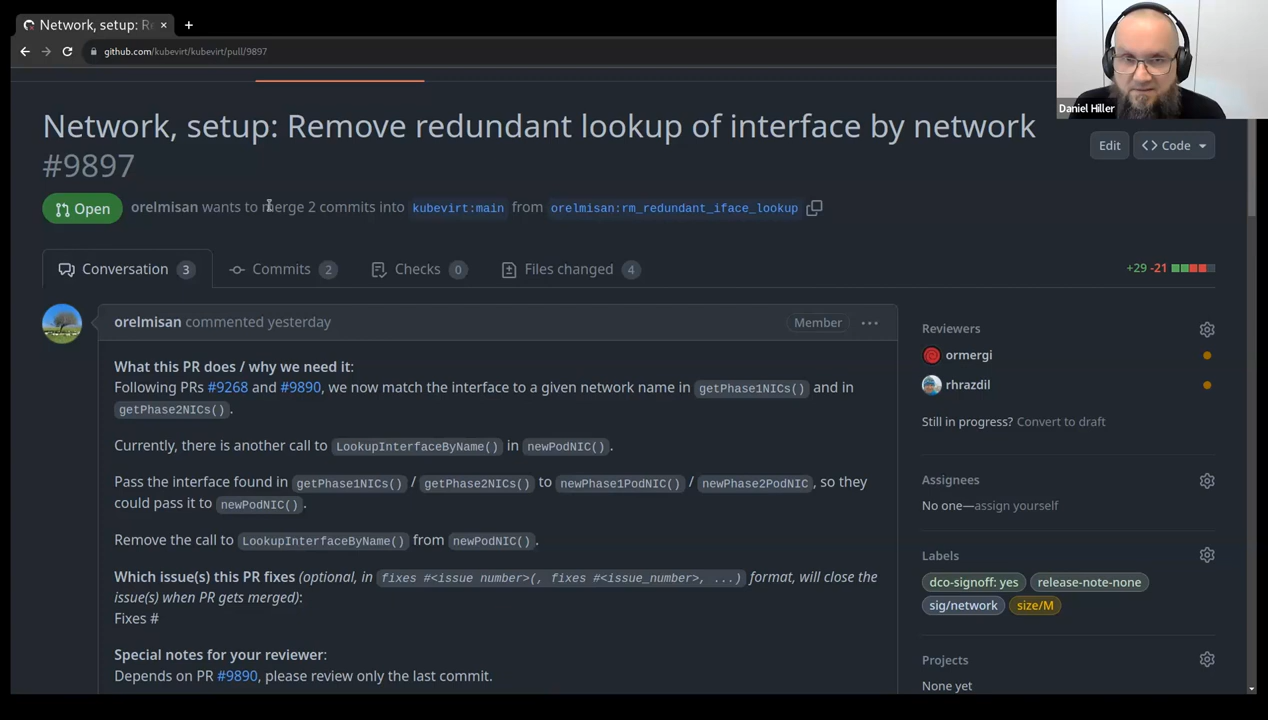 Network, setup: R
github.com/kubevirt/kubevirt/pull/9897
Daniel Hiller
Network, setup: Remove redundant lookup of interface by network
#9897
Edit
Code
Open
orelmisan wants to merge 2 commits into kubevirt:main from orelmisan:rm_redundant_iface_lookup
Conversation 3
Commits 2
Checks 0
Files changed 4
+29 -21
orelmisan commented yesterday
Member
What this PR does / why we need it:
Following PRs #9268 and #9890, we now match the interface to a given network name in getPhase1NICs() and in
getPhase2NICs().
Currently, there is another call to LookupInterfaceByName() in newPodNIC().
Pass the interface found in getPhase1NICs() / getPhase2NICs() to newPhase1PodNIC() / newPhase2PodNIC, so they
could pass it to newPodNIC().
Remove the call to LookupInterfaceByName() from newPodNIC().
Which issue(s) this PR fixes (optional, in fixes #<issue number>(, fixes #<issue_number>, ...) format, will close the
issue(s) when PR gets merged):
Fixes #
Special notes for your reviewer:
Depends on PR #9890, please review only the last commit.
Reviewers
ormergi
rhrazdil
Still in progress? Convert to draft
Assignees
No one—assign yourself
Labels
dco-signoff: yes
release-note-none
sig/network
size/M
Projects
None yet